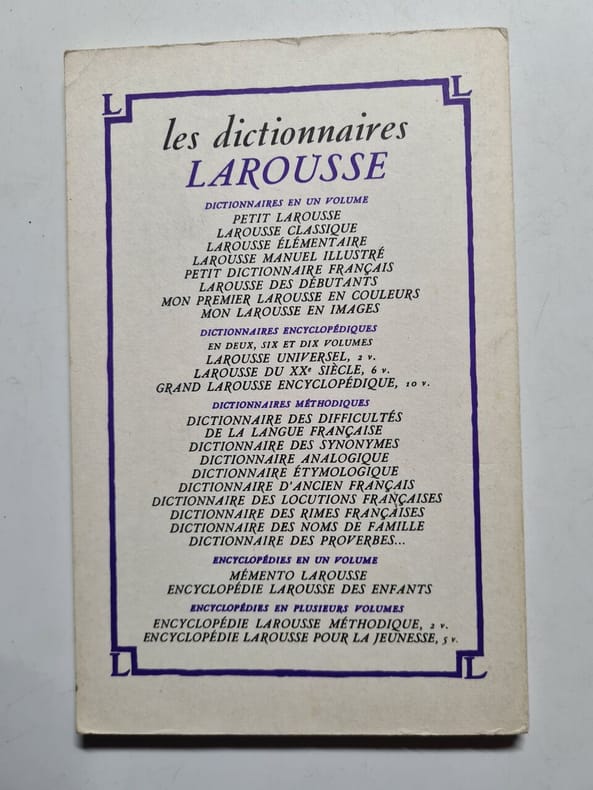 L L
les dictionnaires
LAROUSSE
DICTIONNAIRES EN UN VOLUME
PETIT LAROUSSE
LAROUSSE CLASSIQUE
LAROUSSE ÉLÉMENTAIRE
LAROUSSE MANUEL ILLUSTRÉ
PETIT DICTIONNAIRE FRANÇAIS
LAROUSSE DES DÉBUTANTS
MON PREMIER LAROUSSE EN COULEURS
MON LAROUSSE EN IMAGES
DICTIONNAIRES ENCYCLOPÉDIQUES
EN DEUX, SIX ET DIX VOLUMES
LAROUSSE UNIVERSEL, 2 v.
LAROUSSE DU XXe SIÈCLE, 6 v.
GRAND LAROUSSE ENCYCLOPÉDIQUE, 10 v.
DICTIONNAIRES MÉTHODIQUES
DICTIONNAIRE DES DIFFICULTÉS
DE LA LANGUE FRANÇAISE
DICTIONNAIRE DES SYNONYMES
DICTIONNAIRE ANALOGIQUE
DICTIONNAIRE ÉTYMOLOGIQUE
DICTIONNAIRE D'ANCIEN FRANÇAIS
DICTIONNAIRE DES LOCUTIONS FRANÇAISES
DICTIONNAIRE DES RIMES FRANÇAISES
DICTIONNAIRE DES NOMS DE FAMILLE
DICTIONNAIRE DES PROVERBES...
ENCYCLOPÉDIES EN UN VOLUME
MÉMENTO LAROUSSE
ENCYCLOPÉDIE LAROUSSE DES ENFANTS
ENCYCLOPÉDIES EN PLUSIEURS VOLUMES
ENCYCLOPÉDIE LAROUSSE MÉTHODIQUE, 2 v.
ENCYCLOPÉDIE LAROUSSE POUR LA JEUNESSE, 5 v.
L L